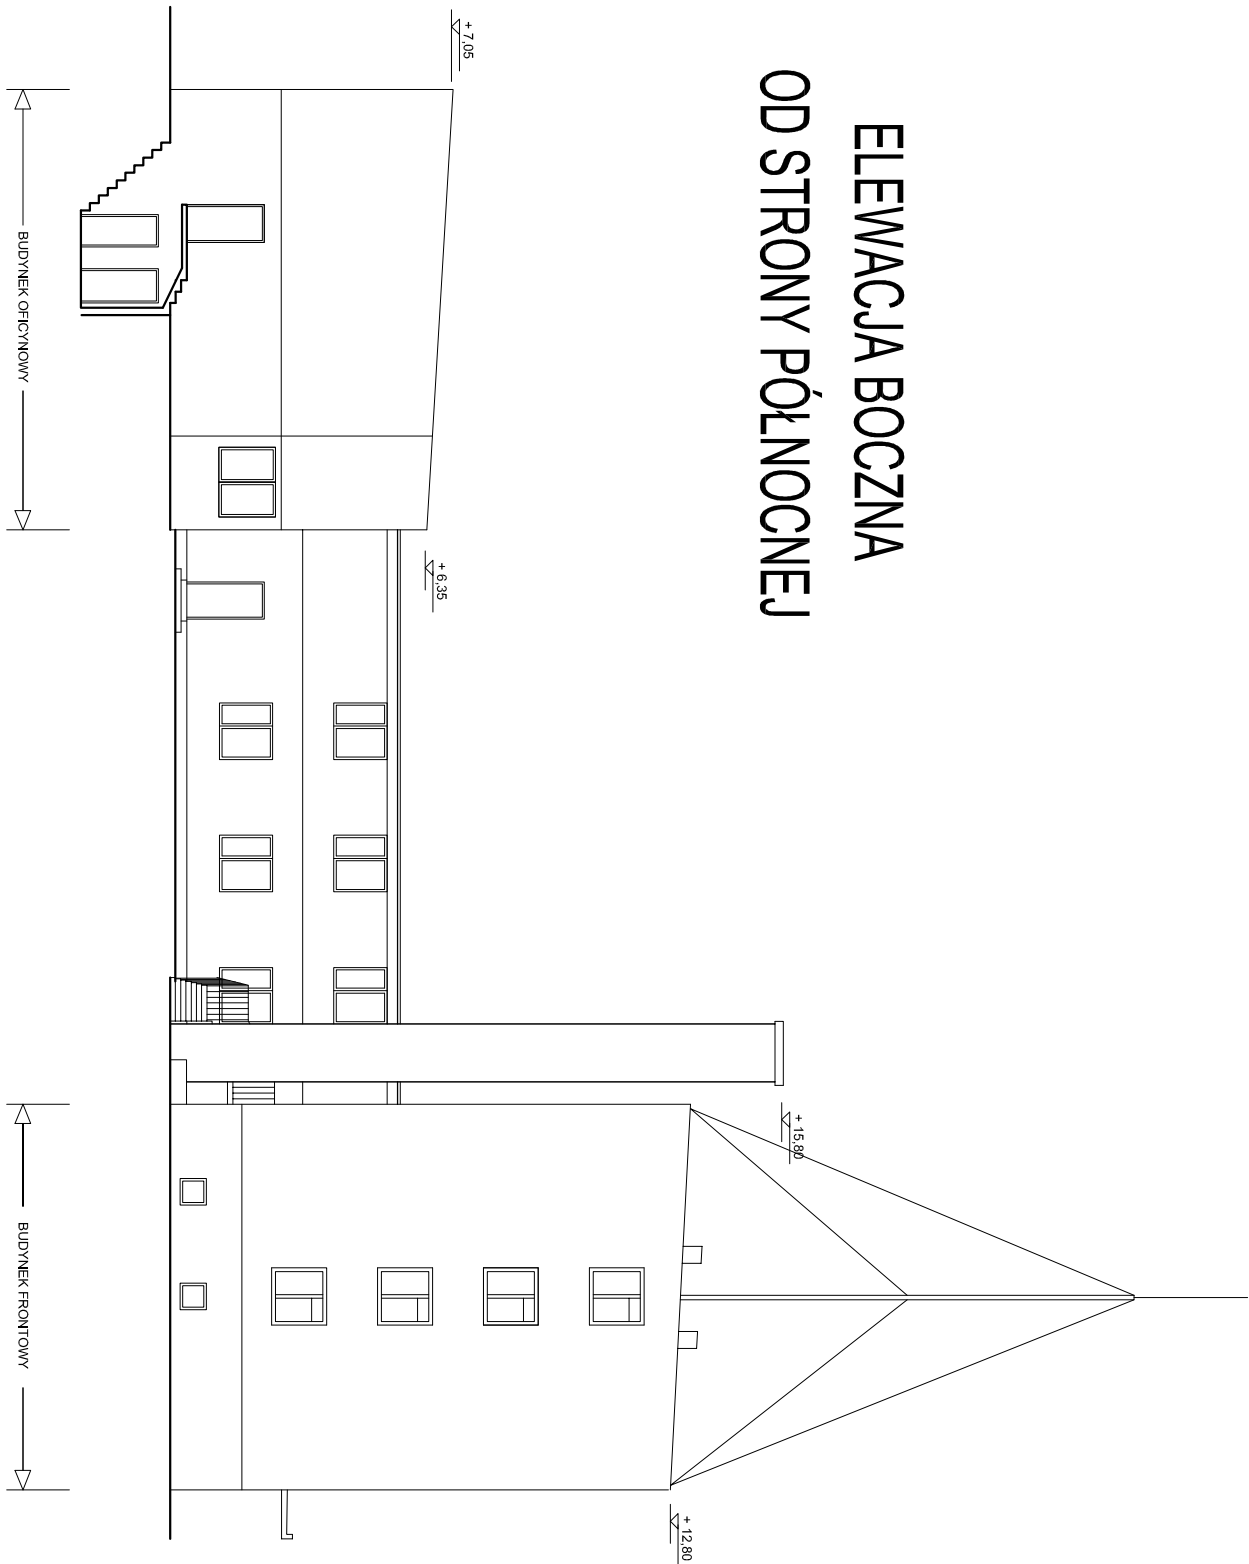 ELEWACJA BOCZNA
OD STRONY PÓŁNOCNEJ
+ 7,05
+ 6,35
+ 15,80
+ 12,80
BUDYNEK OFICYNOWY
BUDYNEK FRONTOWY